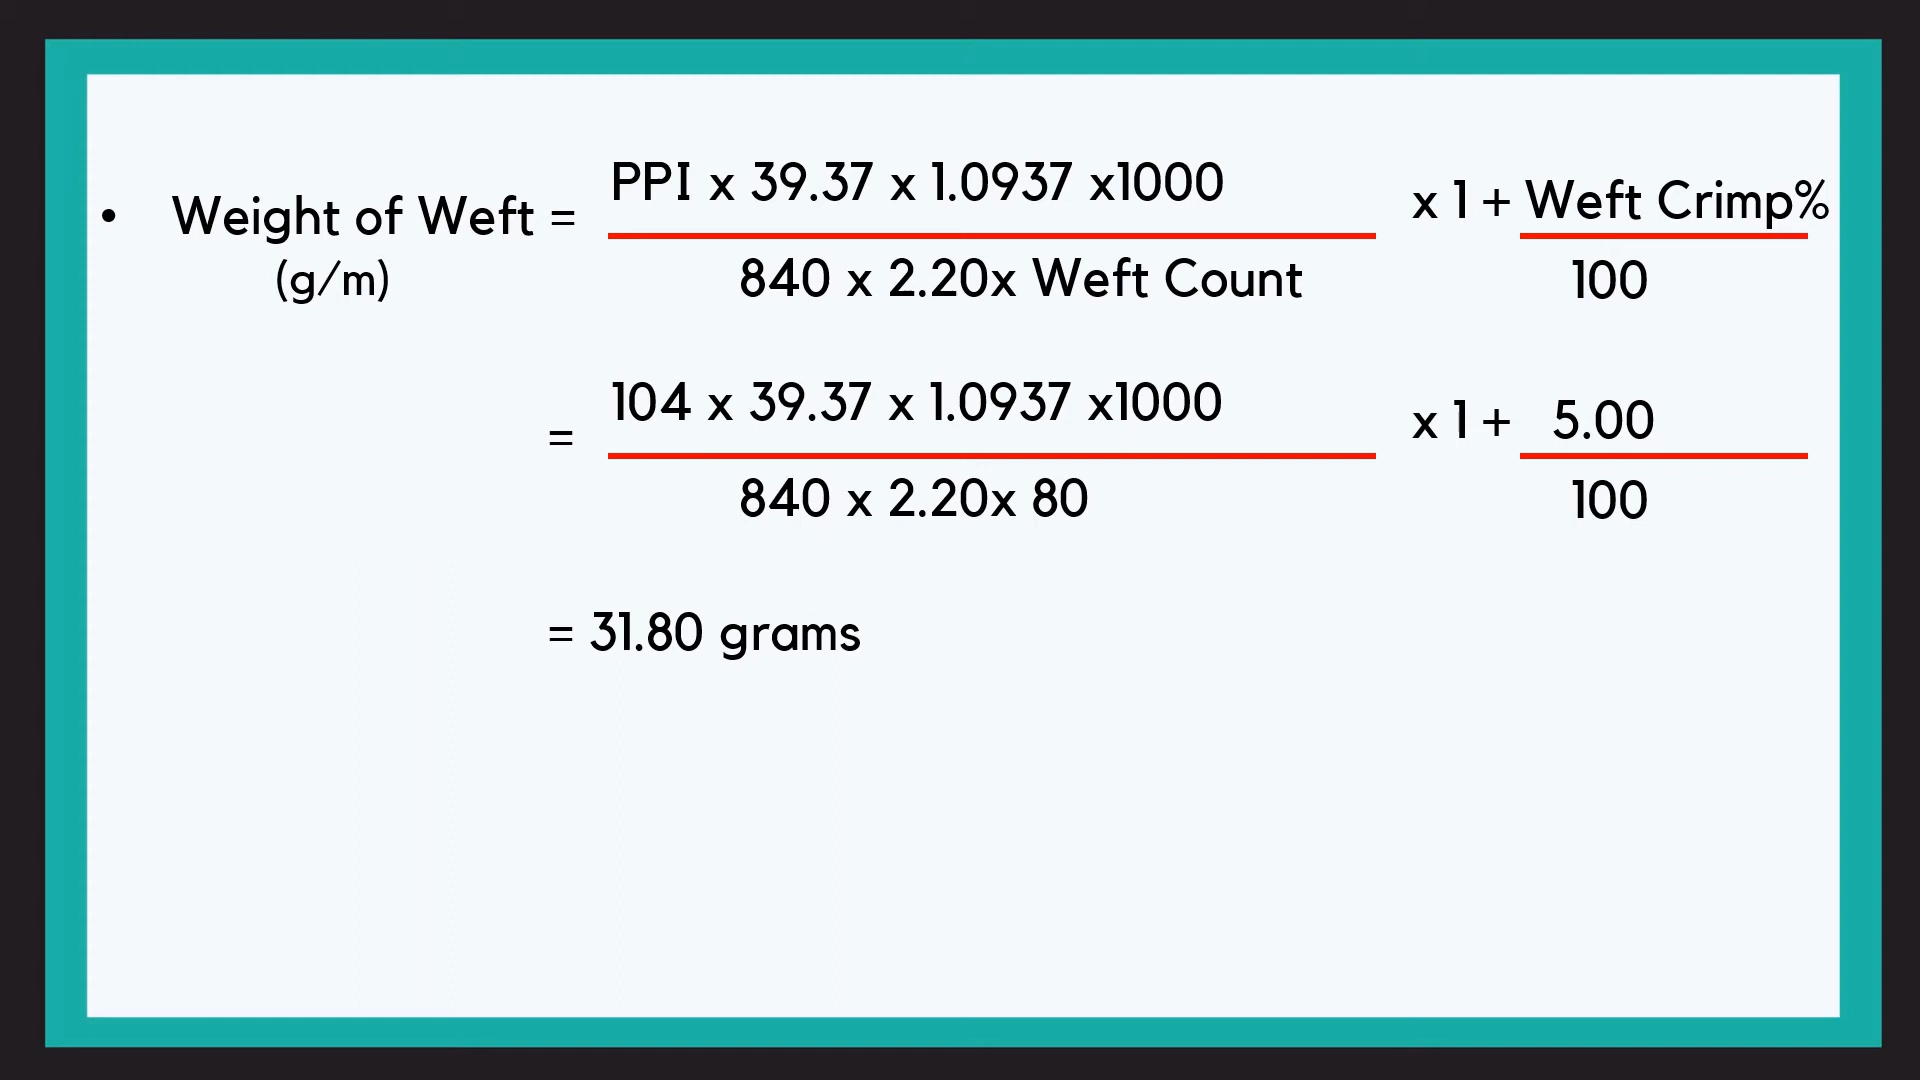 PPI x 39.37 x 1.0937 x1000 x 1 + Weft Crimp%
• Weight of Weft =
(g/m) 840 x 2.20x Weft Count 100
104 x 39.37 x 1.0937 x1000 x 1 + 5.00
=
840 x 2.20x 80 100
= 31.80 grams